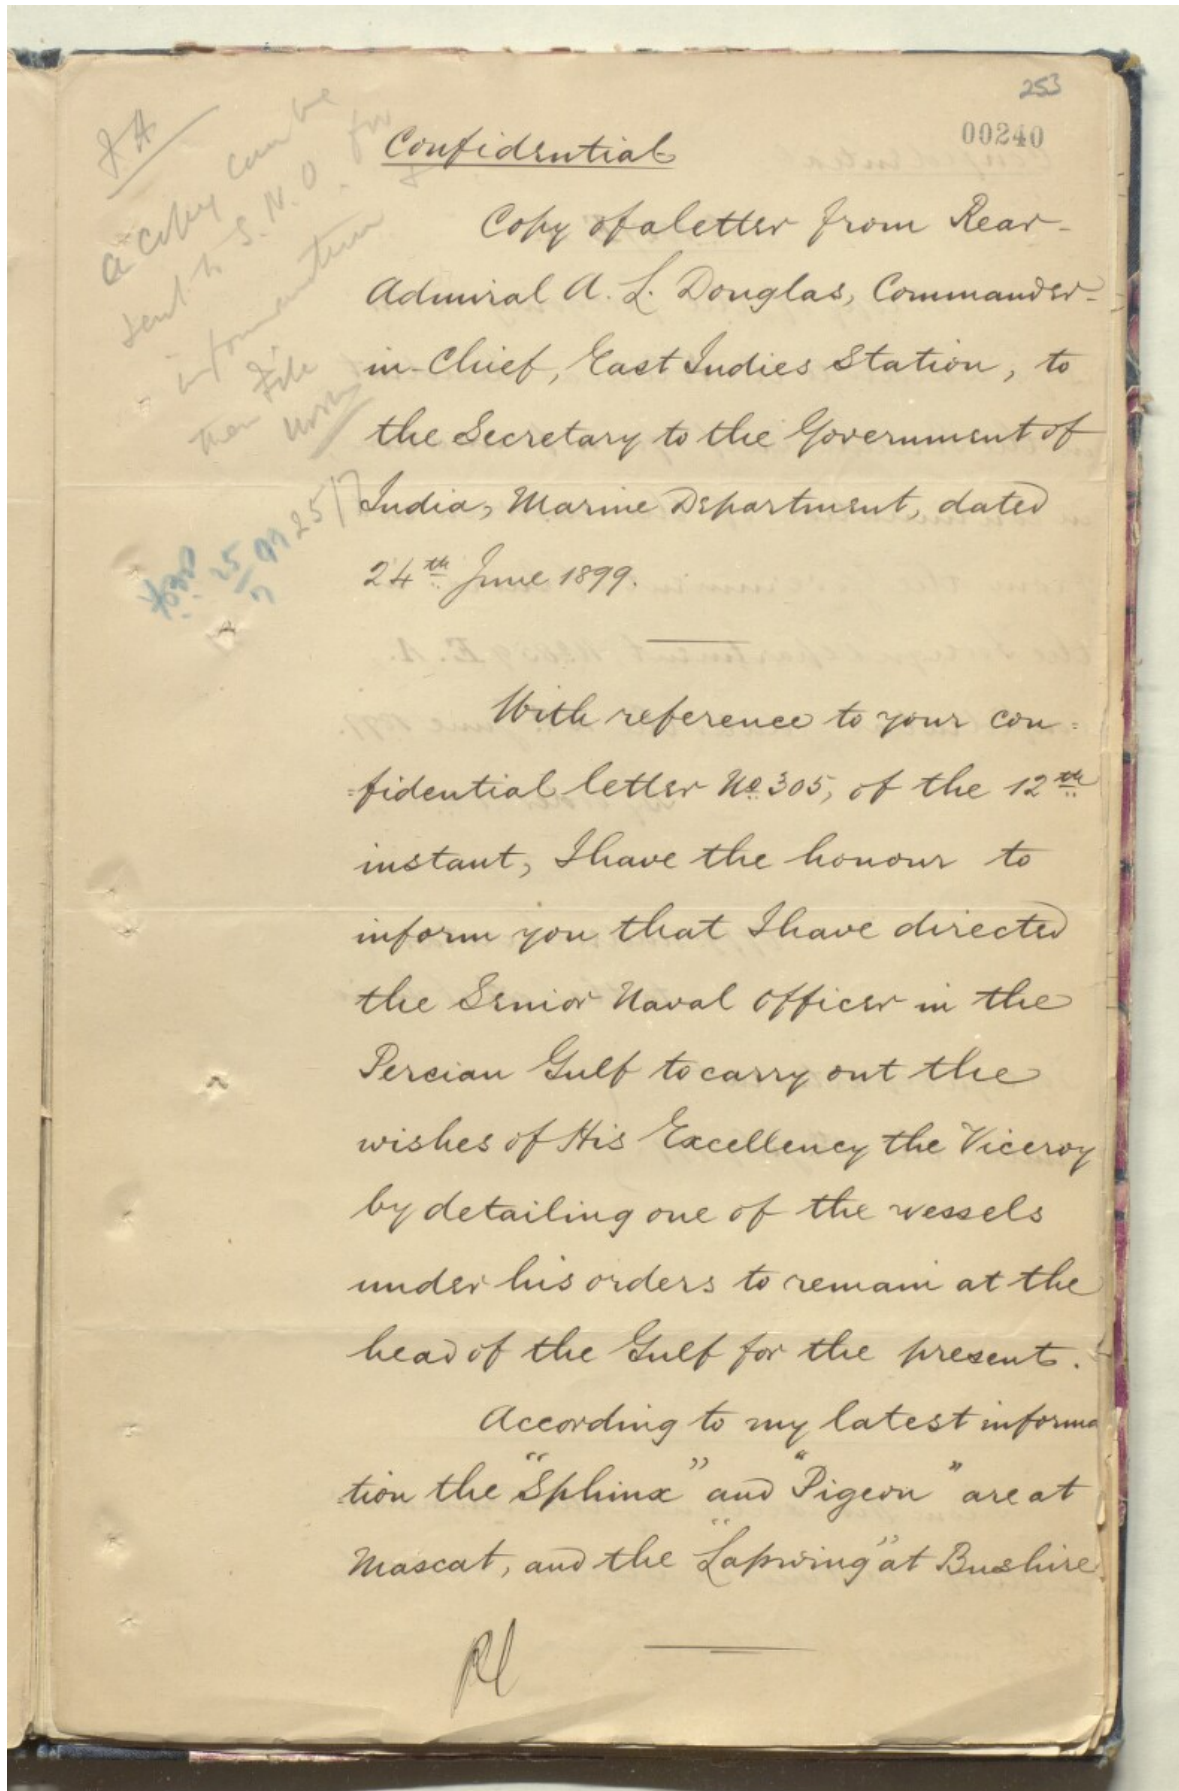 253
00240
Confidential
Copy of a letter from Rear-
Admiral A. L. Douglas, Commander-
in-Chief, East Indies Station, to
the Secretary to the Government of
India, Marine Department, dated
24th June 1899.
With reference to your con=
=fidential letter No. 305, of the 12th
instant, I have the honour to
inform you that I have directed
the Senior Naval Officer in the
Percian Gulf to carry out the
wishes of His Excellency the Viceroy
by detailing one of the vessels
under his orders to remain at the
head of the Gulf for the present.
According to my latest informa
tion the "Sphinx" and "Pigeon" are at
Mascat, and the "Lapwing" at Bushire.
a copy can be
sent to S. N. O. for
information
then File
25/7
25/7 99